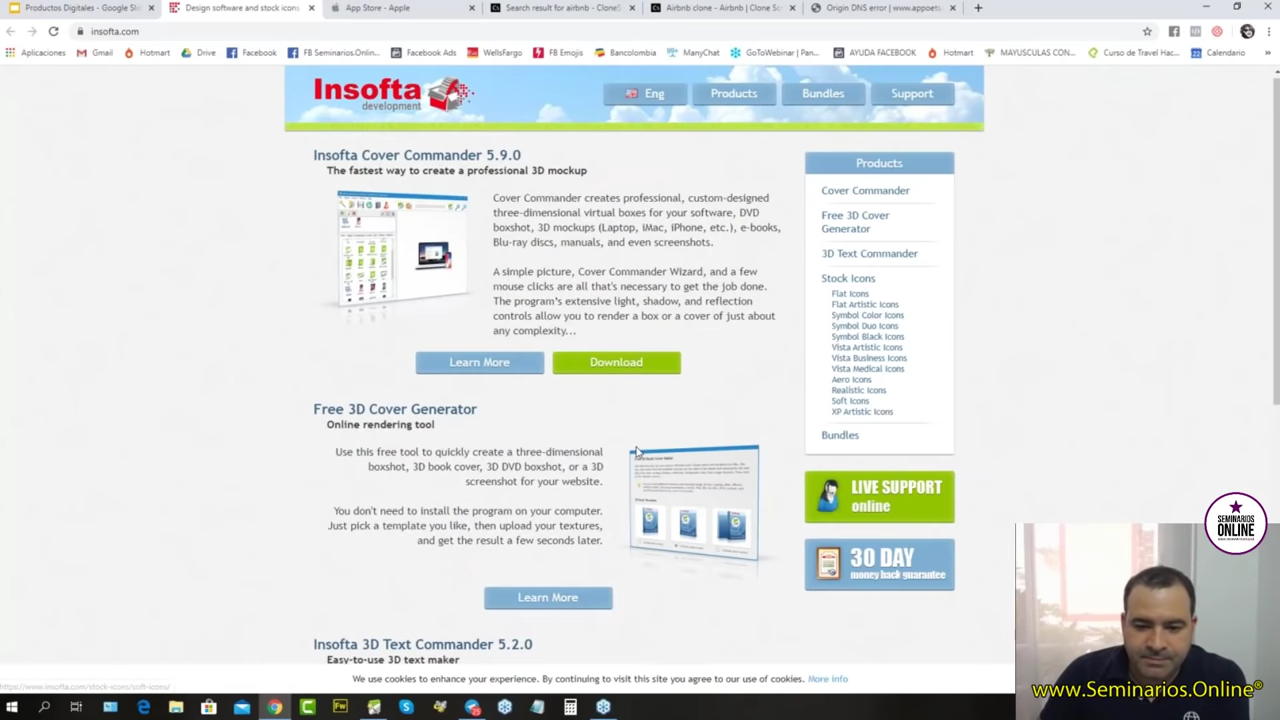 Productos Digitales - Google Sli
Design software and stock icons
App Store - Apple
Search result for airbnb - CloneS
Airbnb clone - Airbnb | Clone Scr
Origin DNS error | www.appoets
insofta.com
Aplicaciones
Gmail
Hotmart
Drive
Facebook
FB Seminarios.Onlin...
Facebook Ads
WellsFargo
FB Emojis
Bancolombia
ManyChat
GoToWebinar | Pan...
AYUDA FACEBOOK
Hotmart
MAYUSCULAS CON...
Curso de Travel Hac...
Calendario
Insofta
development
Eng
Products
Bundles
Support
Insofta Cover Commander 5.9.0
The fastest way to create a professional 3D mockup
Cover Commander creates professional, custom-designed
three-dimensional virtual boxes for your software, DVD
boxshot, 3D mockups (Laptop, iMac, iPhone, etc.), e-books,
Blu-ray discs, manuals, and even screenshots.
A simple picture, Cover Commander Wizard, and a few
mouse clicks are all that's necessary to get the job done.
The program's extensive light, shadow, and reflection
controls allow you to render a box or a cover of just about
any complexity...
Learn More
Download
Free 3D Cover Generator
Online rendering tool
Use this free tool to quickly create a three-dimensional
boxshot, 3D book cover, 3D DVD boxshot, or a 3D
screenshot for your website.
You don't need to install the program on your computer.
Just pick a template you like, then upload your textures,
and get the result a few seconds later.
Learn More
Insofta 3D Text Commander 5.2.0
Easy-to-use 3D text maker
Products
Cover Commander
Free 3D Cover
Generator
3D Text Commander
Stock Icons
Flat Icons
Flat Artistic Icons
Symbol Color Icons
Symbol Duo Icons
Symbol Black Icons
Vista Artistic Icons
Vista Business Icons
Vista Medical Icons
Aero Icons
Realistic Icons
Soft Icons
XP Artistic Icons
Bundles
LIVE SUPPORT
online
30 DAY
money back guarantee
We use cookies to enhance your experience. By continuing to visit this site you agree to our use of cookies. More info
https://www.insofta.com/stock-icons/soft-icons/
SEMINARIOS
ONLINE
www.Seminarios.Online®